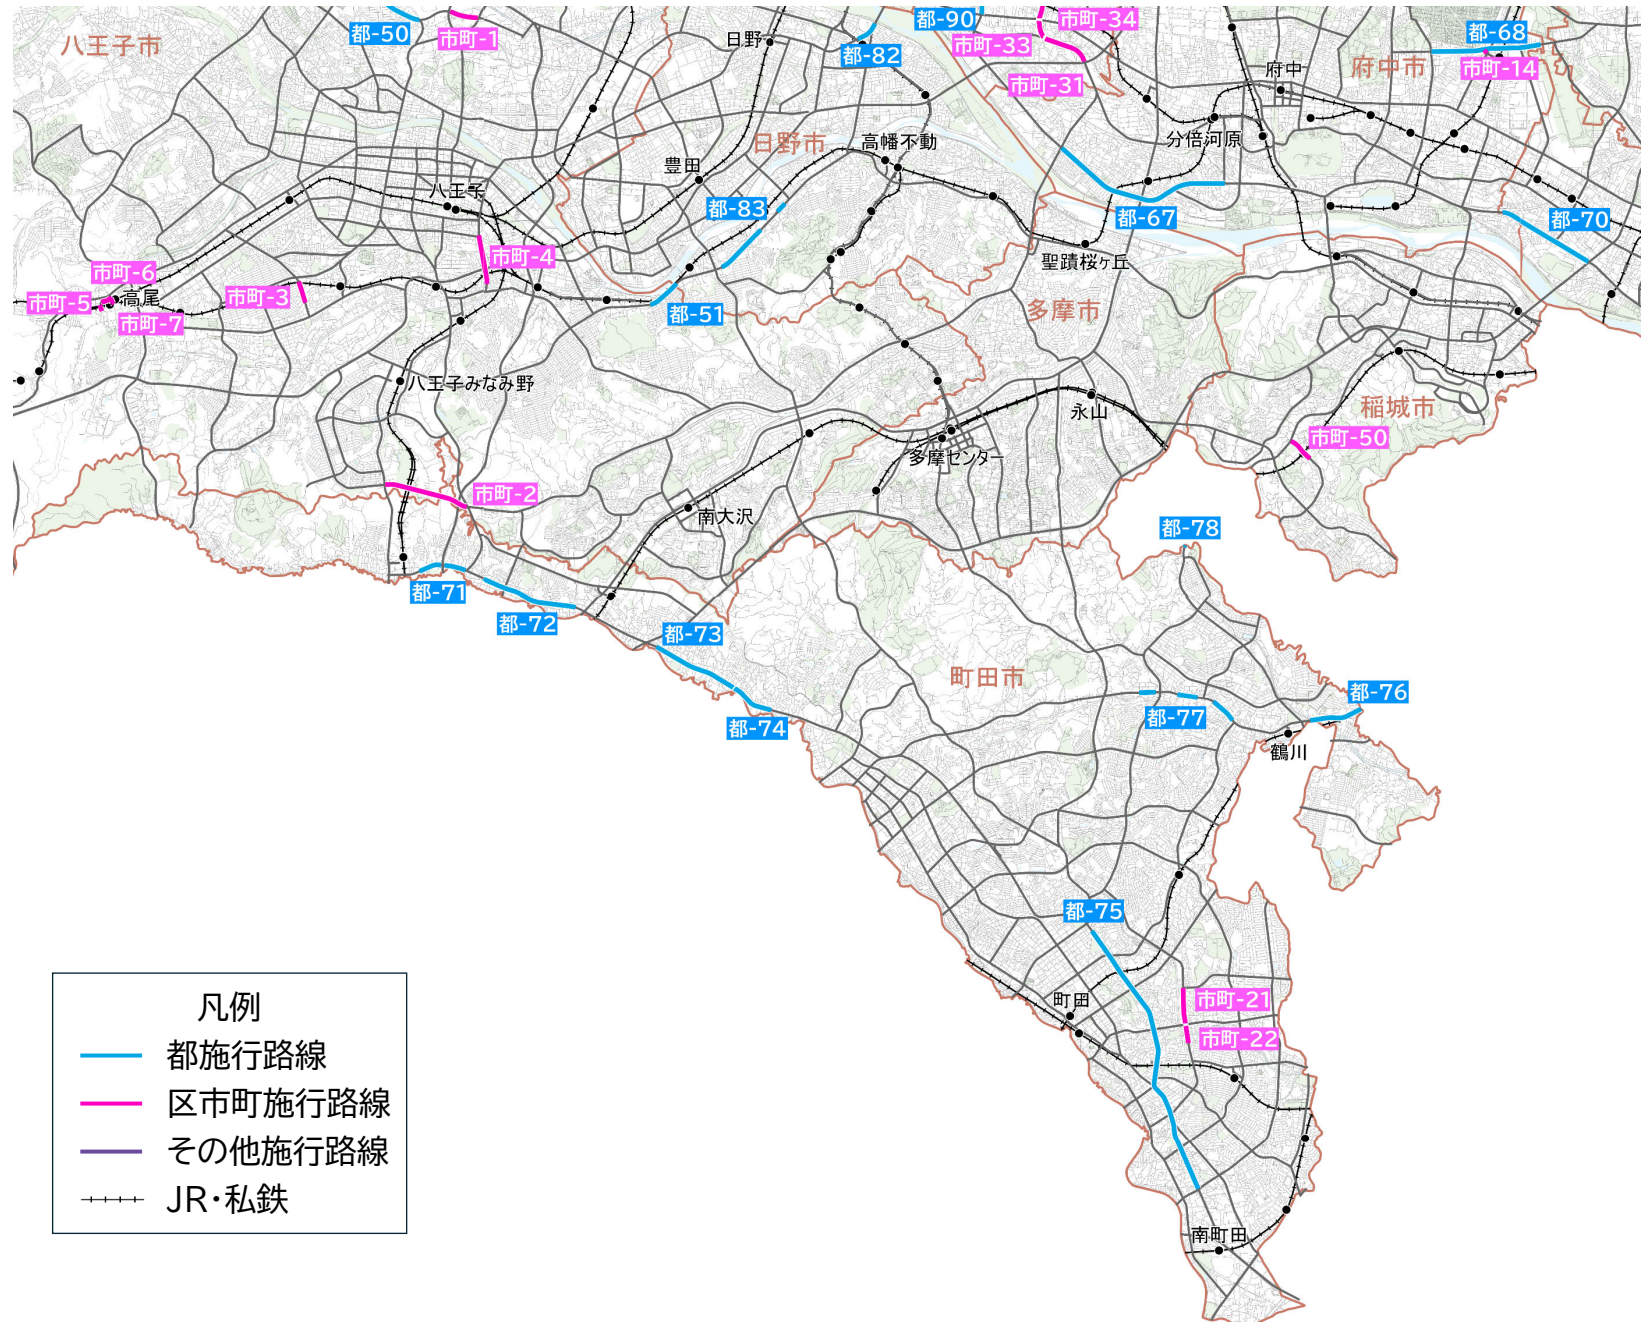 都-90
市町-34
都-50
市町-1
日野
都-82
市町-33
都-68
八王子市
府中市
市町-14
府中
市町-31
日野市
高幡不動
分倍河原
豊田
八王子
都-83
都-67
都-70
市町-4
聖蹟桜ヶ丘
市町-6
市町-5
高尾
市町-3
市町-7
都-51
多摩市
八王子みなみ野
永山
稲城市
市町-50
多摩センター
市町-2
南大沢
都-78
都-71
都-72
都-73
町田市
都-76
都-77
都-74
鶴川
都-75
町田
市町-21
市町-22
南町田
凡例
都施行路線
区市町施行路線
その他施行路線
JR・私鉄